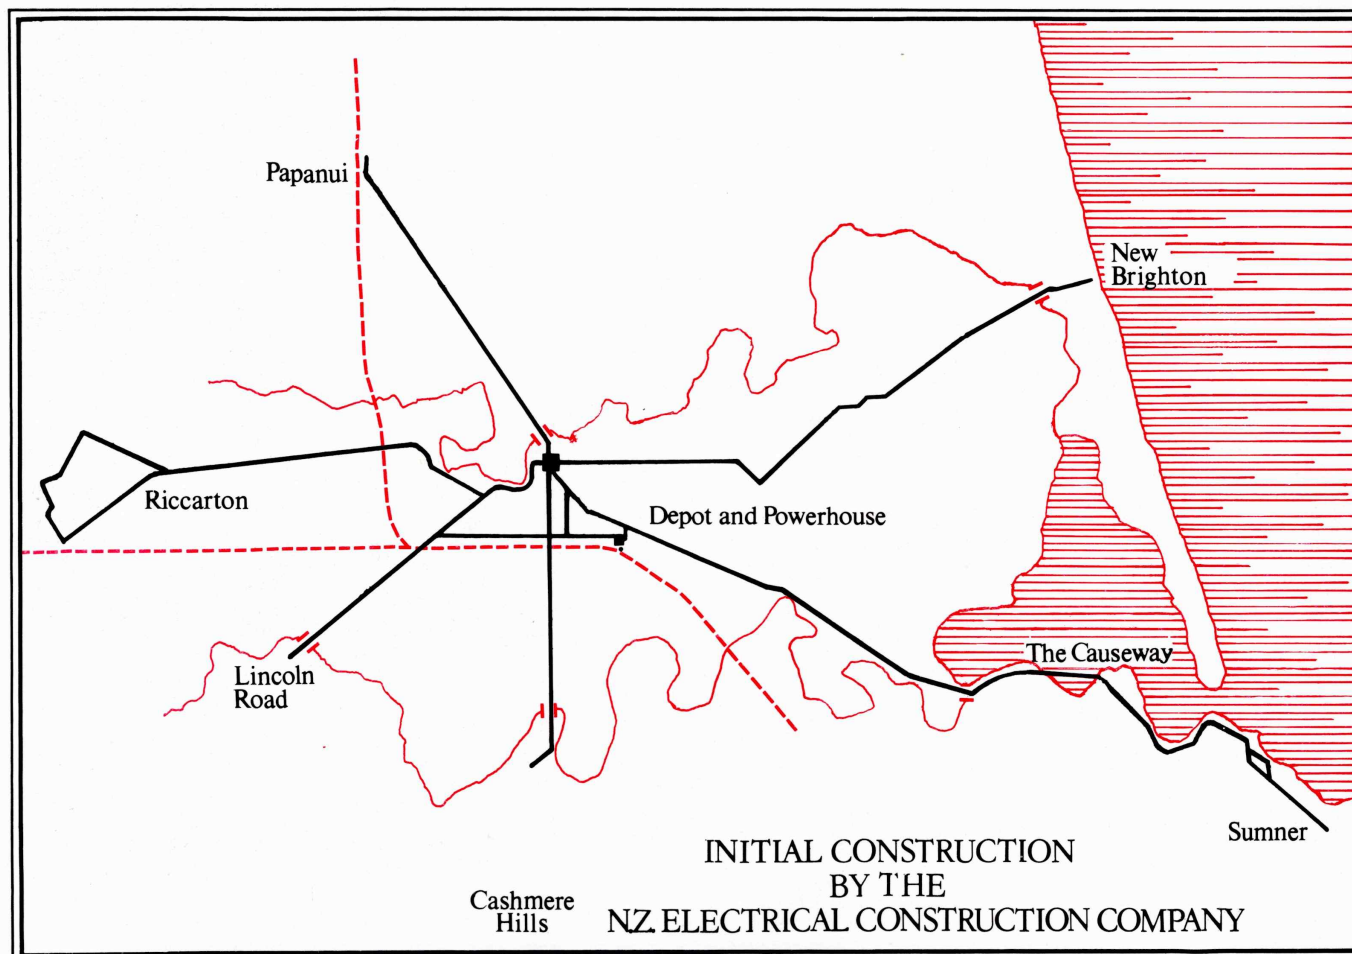 Papanui
New
Brighton
Riccarton
Depot and Powerhouse
The Causeway
Lincoln
Road
Sumner
INITIAL CONSTRUCTION
BY THE
N.Z. ELECTRICAL CONSTRUCTION COMPANY
Cashmere
Hills